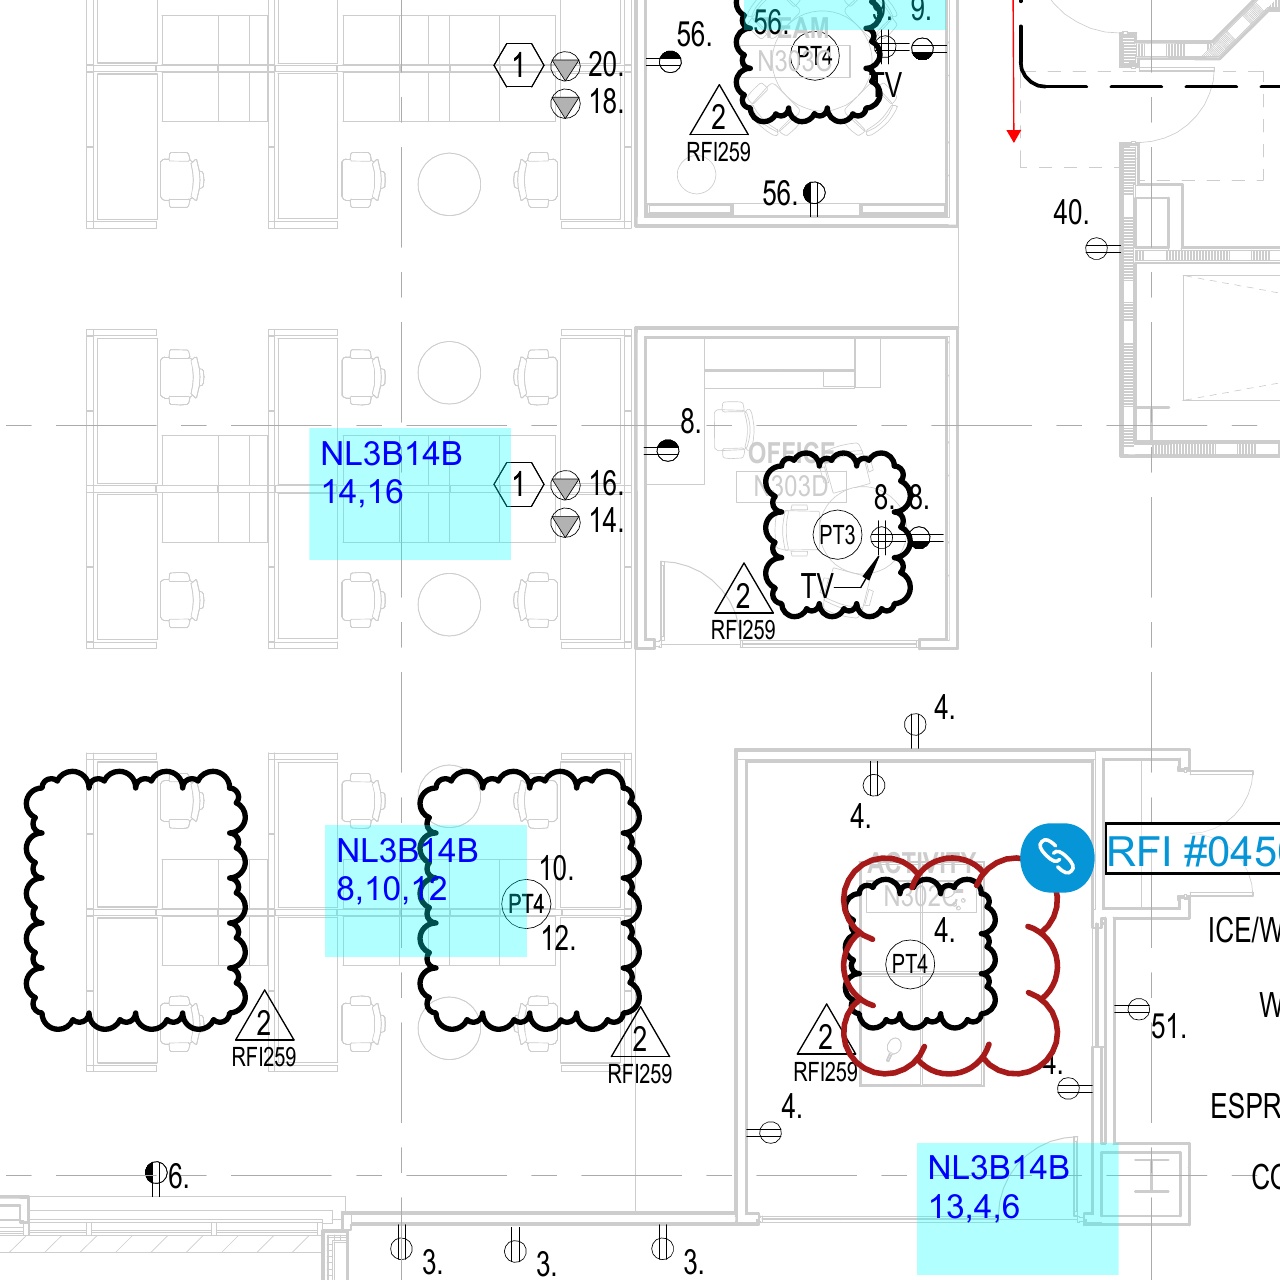 56.
9.
56.
TEAM
N303C
PT4
TV
1
20.
18.
2
RFI259
56.
40.
NL3B14B
14,16
1
16.
14.
8.
OFFICE
N303D
8.
8.
PT3
TV
2
RFI259
4.
4.
NL3B14B
8,10,12
10.
PT4
12.
RFI #0450
ACTIVITY
N302C
4.
PT4
ICE/W
W
51.
2
RFI259
2
RFI259
2
RFI259
4.
4.
ESPR
NL3B14B
13,4,6
CO
6.
3.
3.
3.